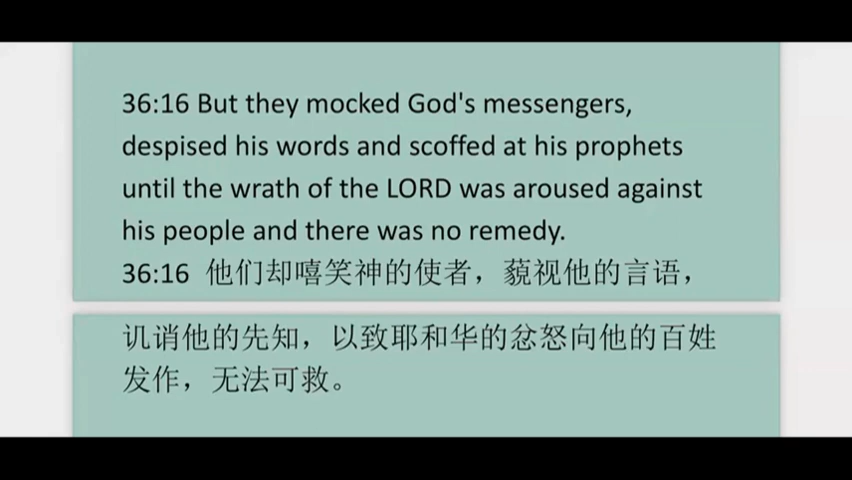 36:16 But they mocked God's messengers,
despised his words and scoffed at his prophets
until the wrath of the LORD was aroused against
his people and there was no remedy.
36:16 他们却嘻笑神的使者，藐视他的言语，
讥诮他的先知，以致耶和华的忿怒向他的百姓
发作，无法可救。